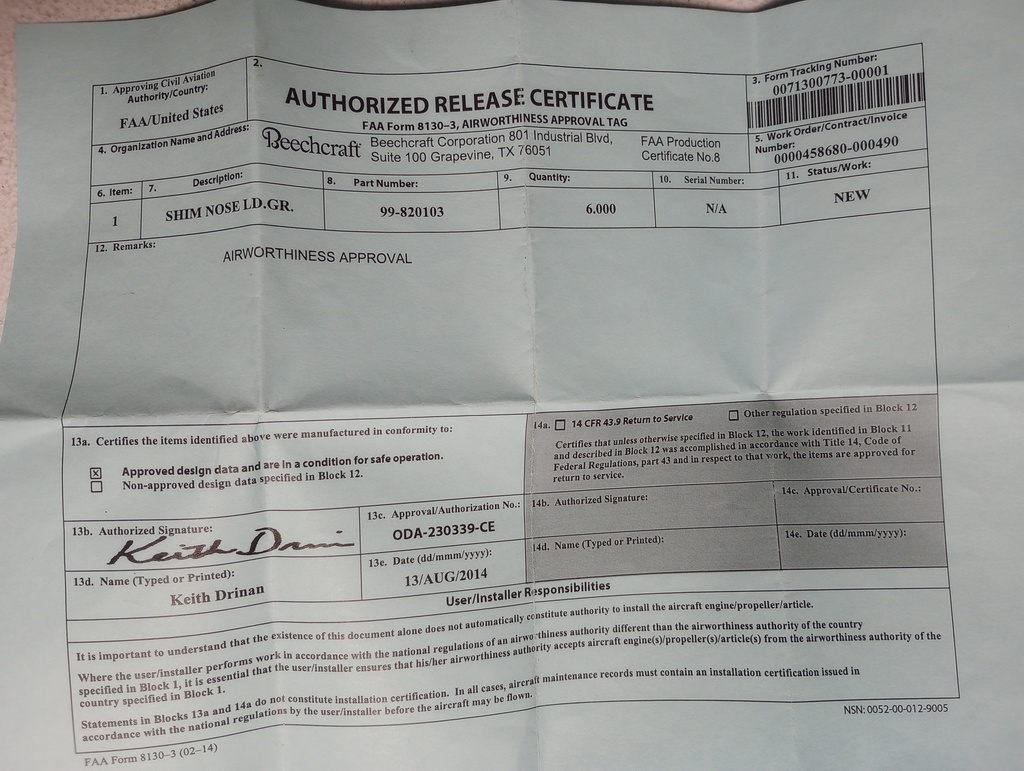 1. Approving Civil Aviation
Authority/Country:
FAA/United States
2.
AUTHORIZED RELEASE CERTIFICATE
FAA Form 8130–3, AIRWORTHINESS APPROVAL TAG
3. Form Tracking Number:
0071300773-00001
4. Organization Name and Address:
Beechcraft
Beechcraft Corporation 801 Industrial Blvd,
Suite 100 Grapevine, TX 76051
FAA Production
Certificate No.8
5. Work Order/Contract/Invoice
Number:
0000458680-000490
6. Item:
1
7. Description:
SHIM NOSE LD.GR.
8. Part Number:
99-820103
9. Quantity:
6.000
10. Serial Number:
N/A
11. Status/Work:
NEW
12. Remarks:
AIRWORTHINESS APPROVAL
13a. Certifies the items identified above were manufactured in conformity to:
Approved design data and are in a condition for safe operation.
Non-approved design data specified in Block 12.
14a. 14 CFR 43.9 Return to Service Other regulation specified in Block 12
Certifies that unless otherwise specified in Block 12, the work identified in Block 11
and described in Block 12 was accomplished in accordance with Title 14, Code of
Federal Regulations, part 43 and in respect to that work, the items are approved for
return to service.
13b. Authorized Signature:
Keith Drinan
13c. Approval/Authorization No.:
ODA-230339-CE
14b. Authorized Signature:
14c. Approval/Certificate No.:
13d. Name (Typed or Printed):
Keith Drinan
13e. Date (dd/mmm/yyyy):
13/AUG/2014
14d. Name (Typed or Printed):
14e. Date (dd/mmm/yyyy):
User/Installer Responsibilities
It is important to understand that the existence of this document alone does not automatically constitute authority to install the aircraft engine/propeller/article.
Where the user/installer performs work in accordance with the national regulations of an airworthiness authority different than the airworthiness authority of the country
specified in Block 1, it is essential that the user/installer ensures that his/her airworthiness authority accepts aircraft engine(s)/propeller(s)/article(s) from the airworthiness authority of the
country specified in Block 1.
Statements in Blocks 13a and 14a do not constitute installation certification. In all cases, aircraft maintenance records must contain an installation certification issued in
accordance with the national regulations by the user/installer before the aircraft may be flown.
FAA Form 8130–3 (02–14)
NSN: 0052-00-012-9005